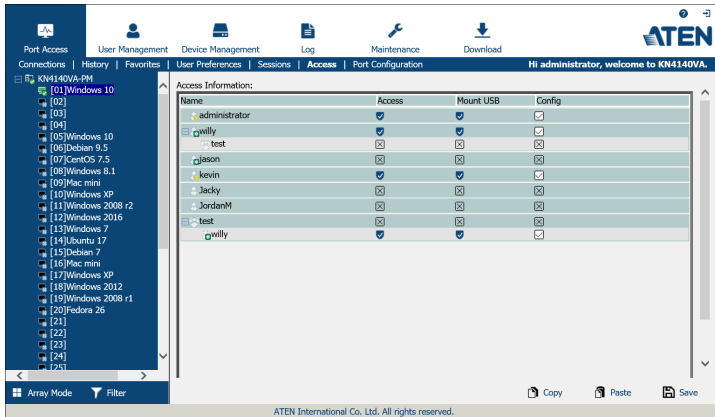 ATEN
Port Access User Management Device Management Log Maintenance Download
Connections | History | Favorites | User Preferences | Sessions | Access | Port Configuration Hi administrator, welcome to KN4140VA.
KN4140VA-PM
[01]Windows 10
[02]
[03]
[04]
[05]Windows 10
[06]Debian 9.5
[07]CentOS 7.5
[08]Windows 8.1
[09]Mac mini
[10]Windows XP
[11]Windows 2008 r2
[12]Windows 2016
[13]Windows 7
[14]Ubuntu 17
[15]Debian 7
[16]Mac mini
[17]Windows XP
[18]Windows 2012
[19]Windows 2008 r1
[20]Fedora 26
[21]
[22]
[23]
[24]
[25]
Array Mode Filter
Access Information:
Name Access Mount USB Config
administrator
willy
test
jason
kevin
Jacky
JordanM
test
willy
Copy Paste Save
ATEN International Co. Ltd. All rights reserved.